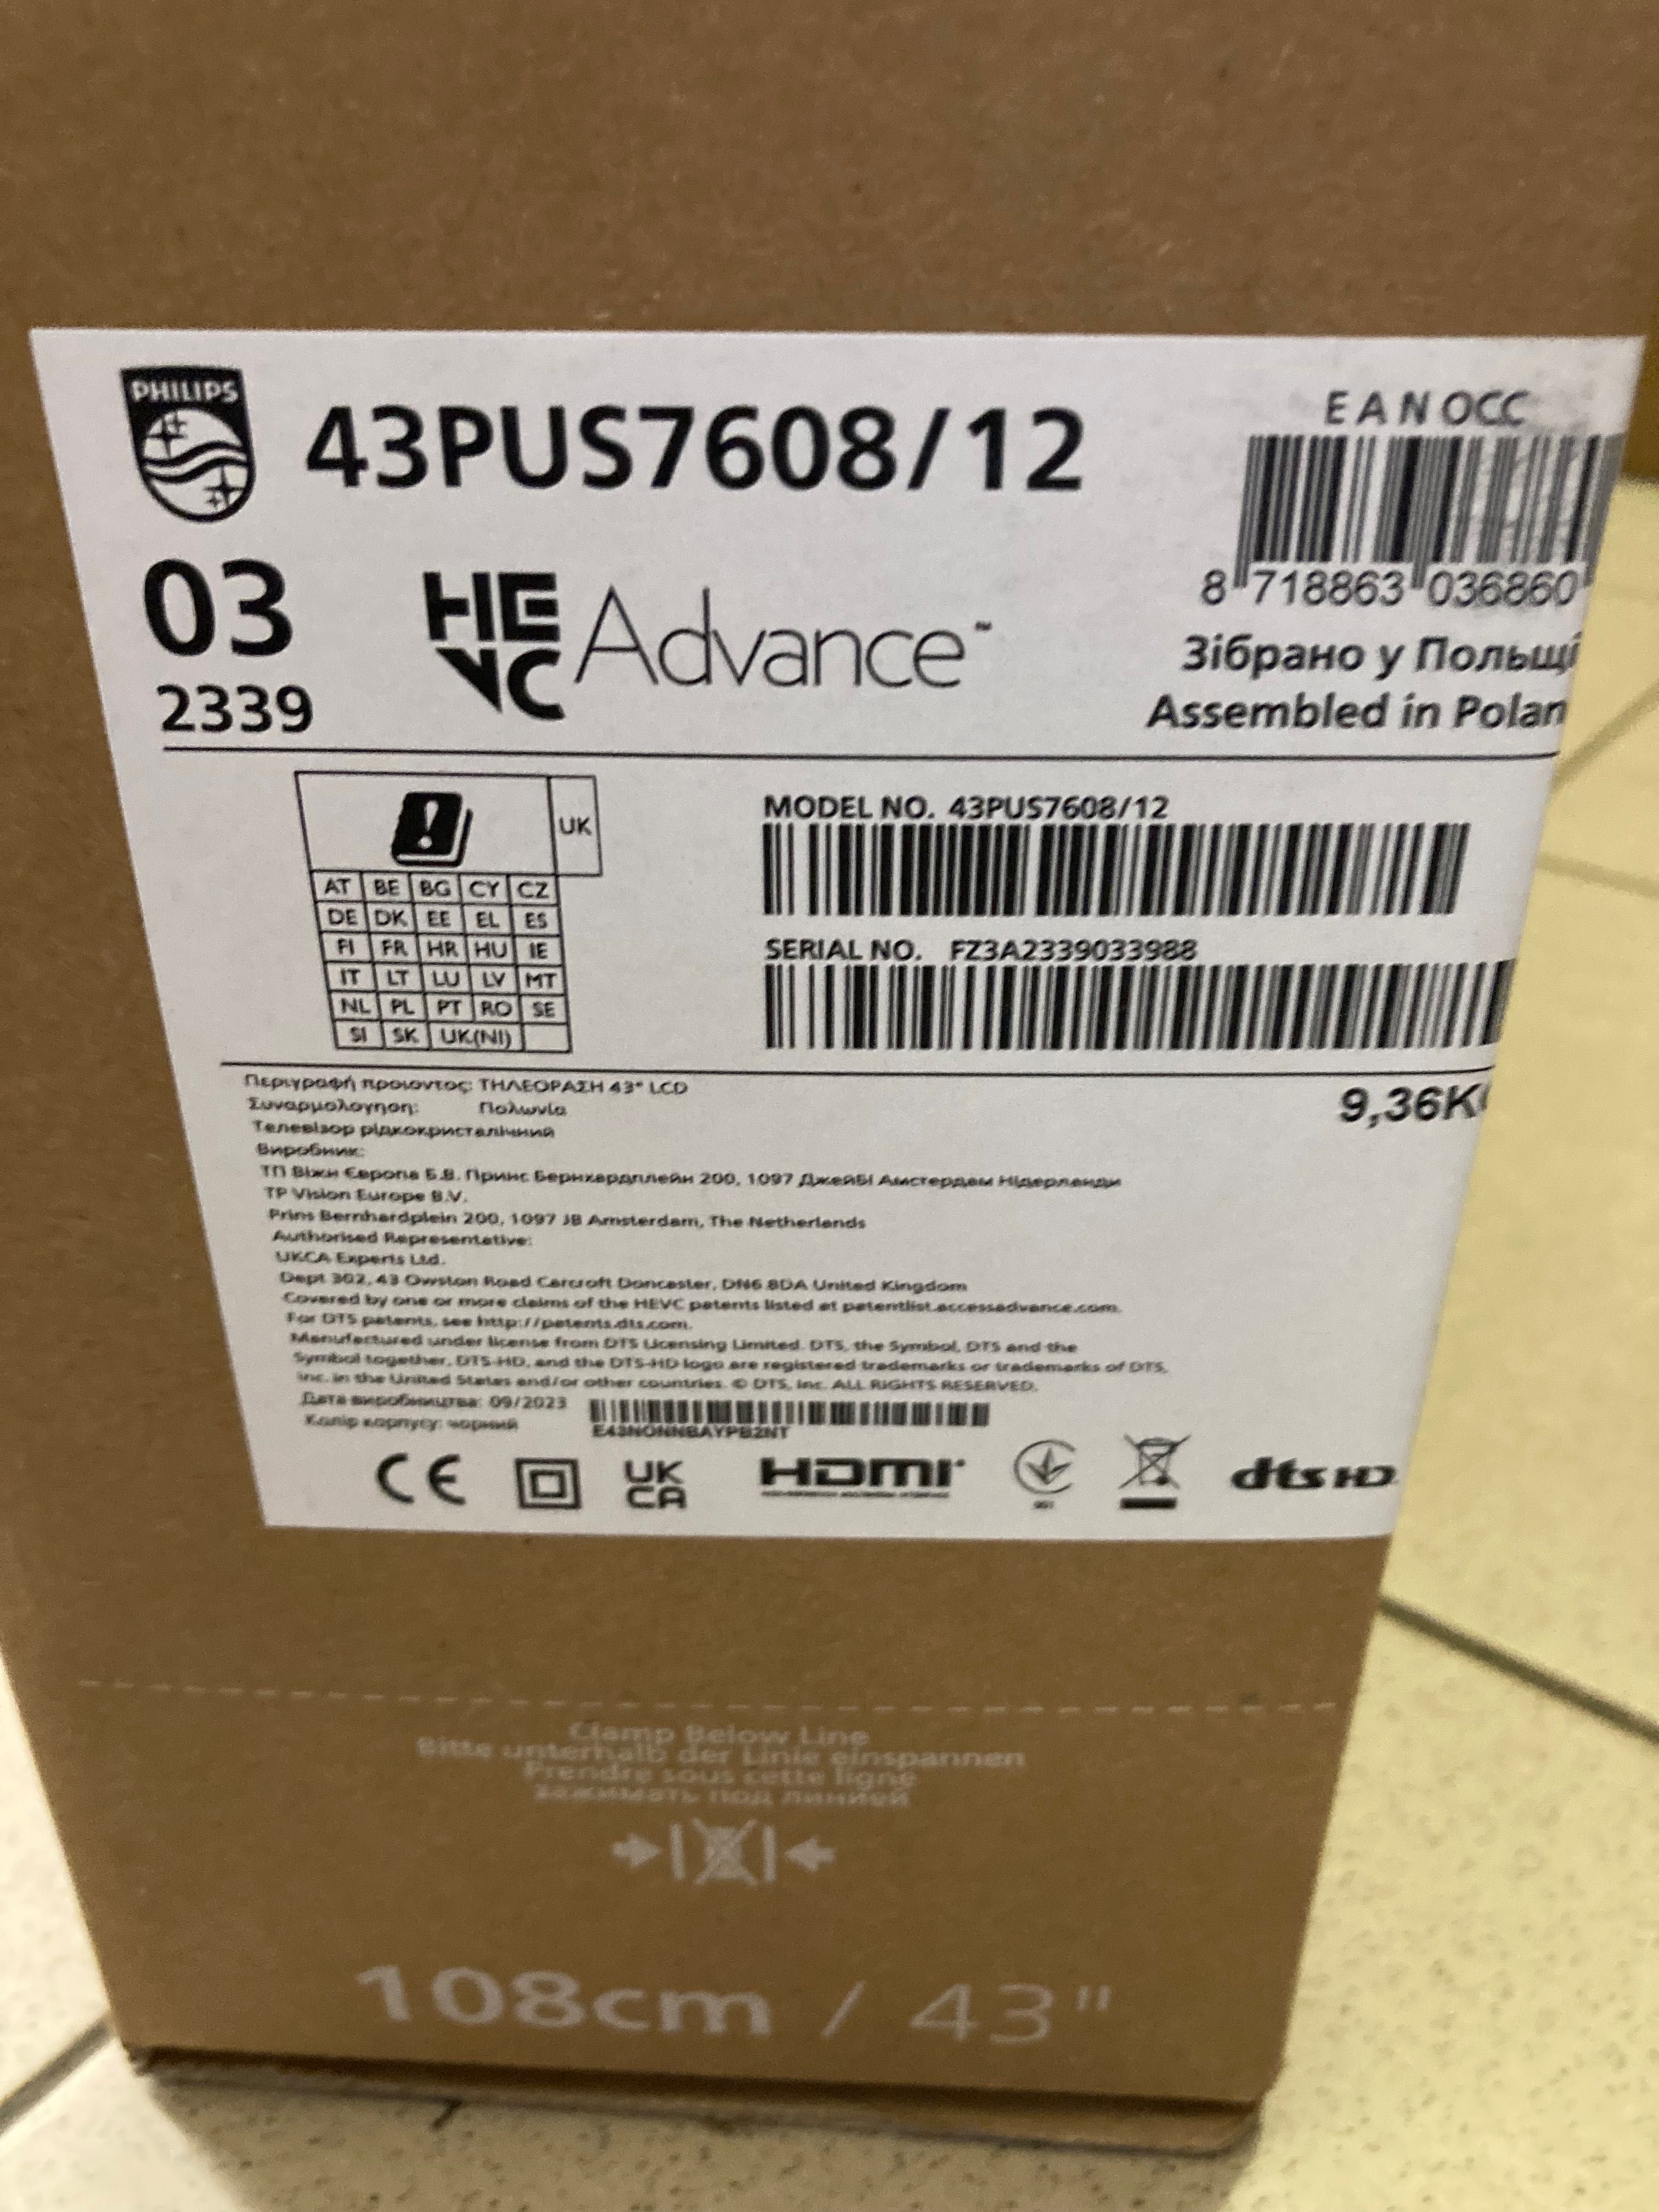 PHILIPS
43PUS7608/12
EAN OCC
8 718863 036860
03
HEVC Advance™
2339
Зібрано у Польщі
Assembled in Polan
UK
AT BE BG CY CZ
DE DK EE EL ES
FI FR HR HU IE
IT LT LU LV MT
NL PL PT RO SE
SI SK UK(NI)
MODEL NO. 43PUS7608/12
SERIAL NO. FZ3A2339033988
9,36K
Περιγραφή προιοντος: ΤΗΛΕΟΡΑΣΗ 43" LCD
Συναρμολογηση: Πολωνία
Телевізор рідкокристалічний
Виробник:
ТП Віжн Європа Б.В. Принс Бернхардплейн 200, 1097 ДжейБі Амстердам Нідерланди
TP Vision Europe B.V.
Prins Bernhardplein 200, 1097 JB Amsterdam, The Netherlands
Authorised Representative:
UKCA Experts Ltd.
Dept 302, 43 Owston Road Carcroft Doncaster, DN6 8DA United Kingdom
Covered by one or more claims of the HEVC patents listed at patentlist.accessadvance.com.
For DTS patents, see http://patents.dts.com.
Manufactured under license from DTS Licensing Limited. DTS, the Symbol, DTS and the
Symbol together, DTS-HD, and the DTS-HD logo are registered trademarks or trademarks of DTS,
Inc. in the United States and/or other countries. © DTS, Inc. ALL RIGHTS RESERVED.
Дата виробництва: 09/2023
Колір корпусу: чорний
E43NONNBAYPB2NT
CE
UK
CA
HDMI
dts HD
Clamp Below Line
Bitte unterhalb der Linie einspannen
Prendre sous cette ligne
Зажимать под линией
108cm / 43"